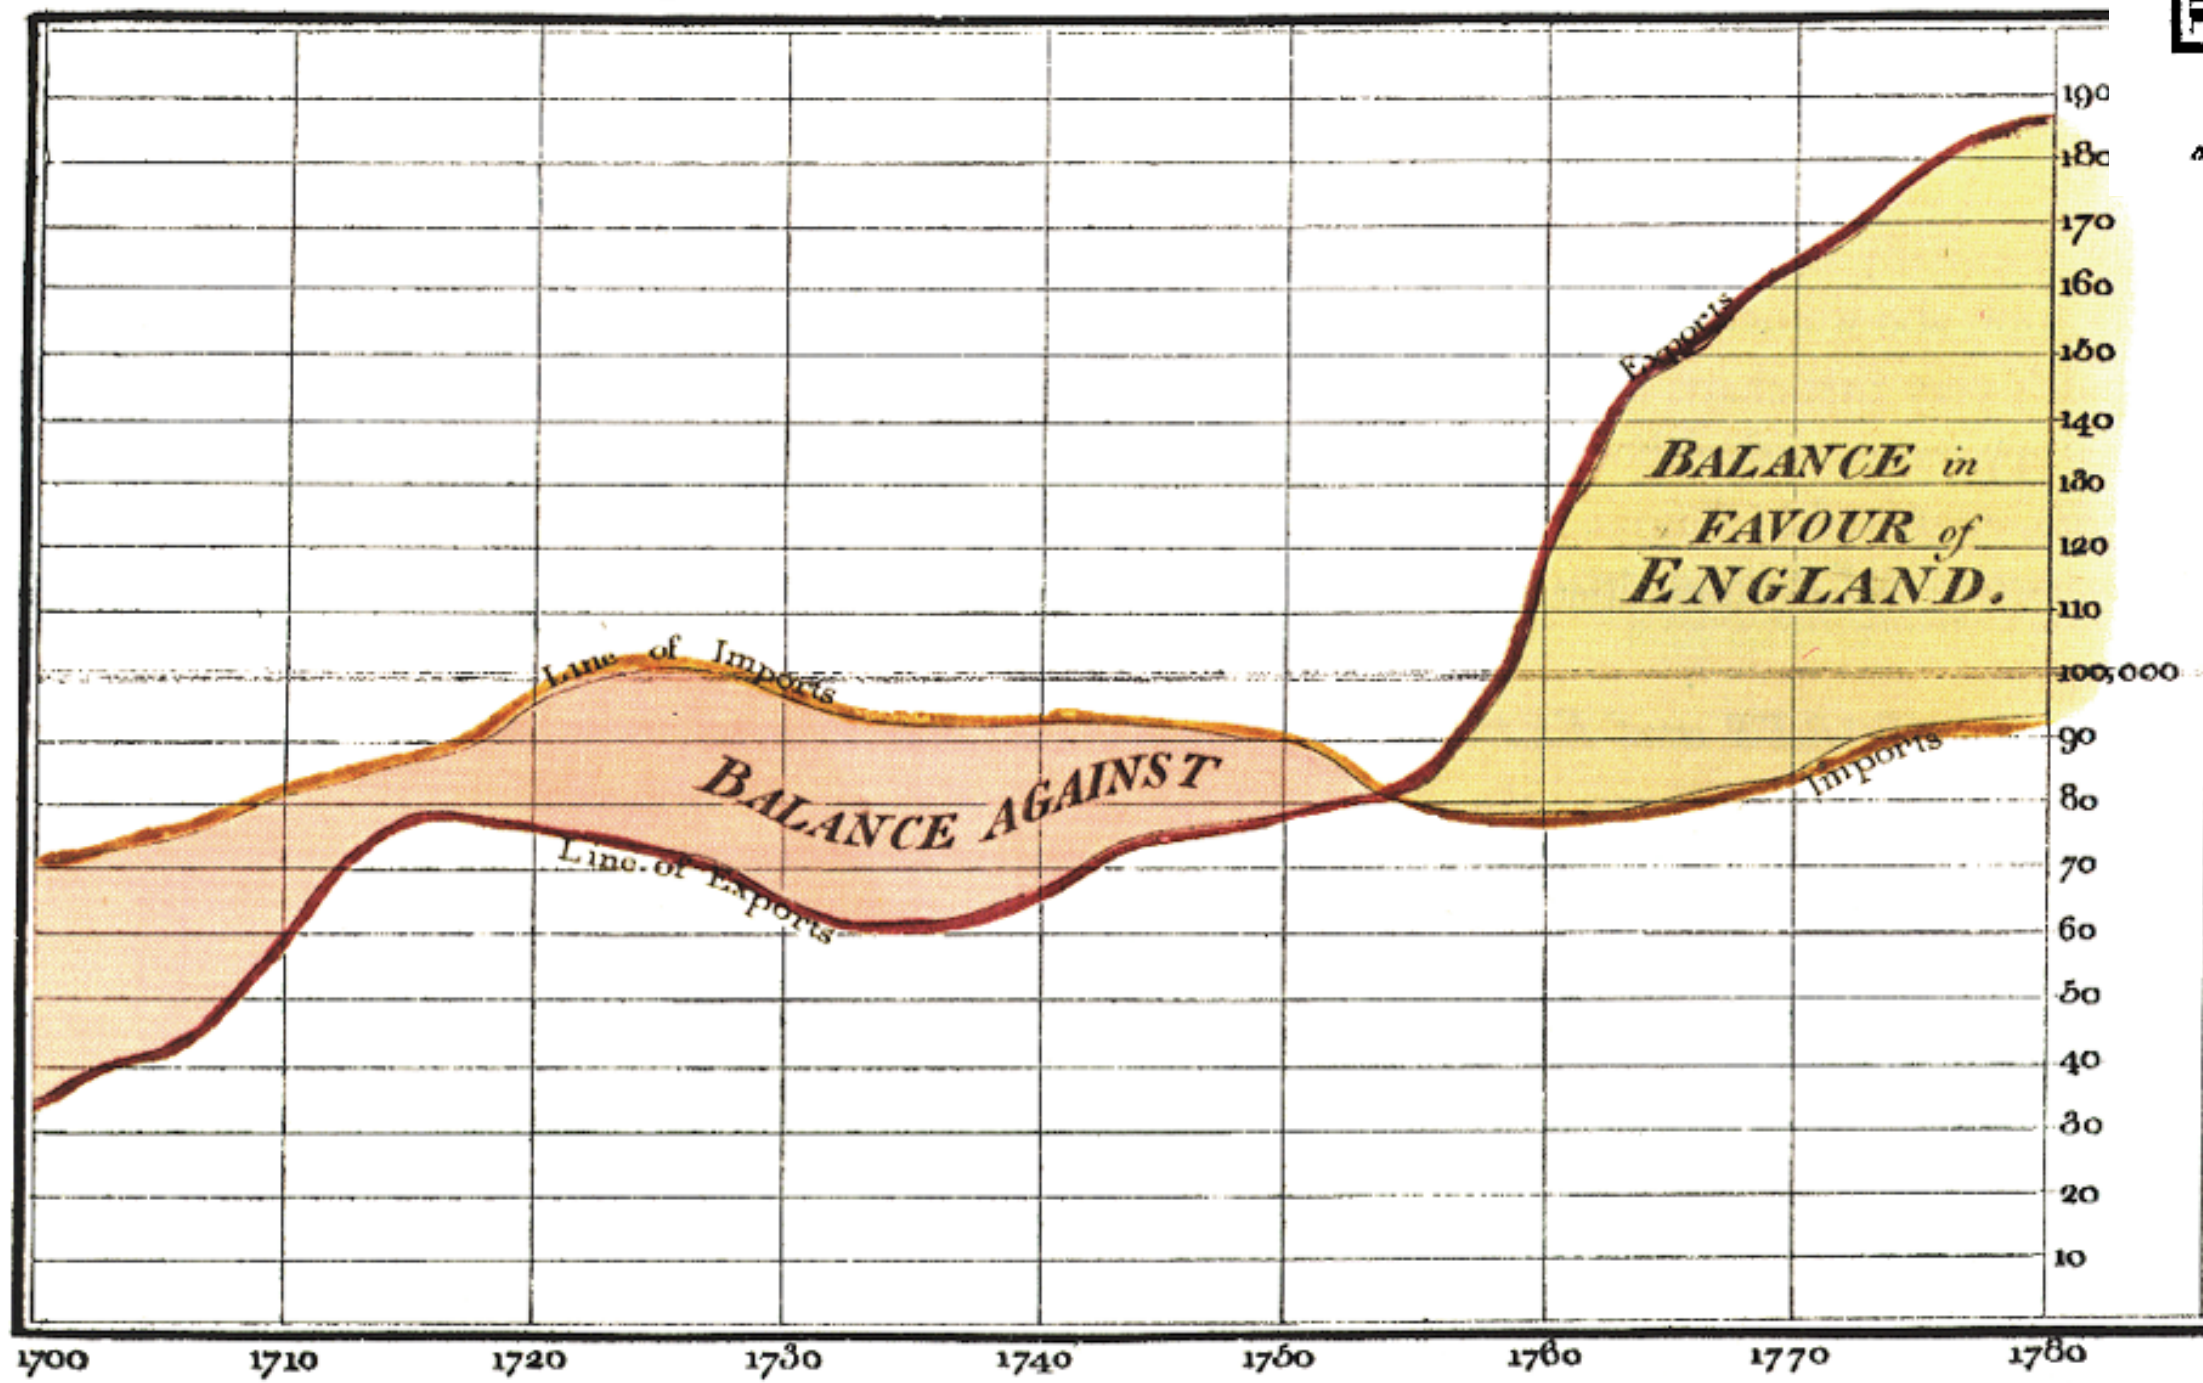 190
180
170
160
150
140
130
120
110
100,000
90
80
70
60
50
40
30
20
10
Exports
BALANCE in
FAVOUR of
ENGLAND.
Imports
Line of Imports
BALANCE AGAINST
Line of Exports
1700 1710 1720 1730 1740 1750 1760 1770 1780